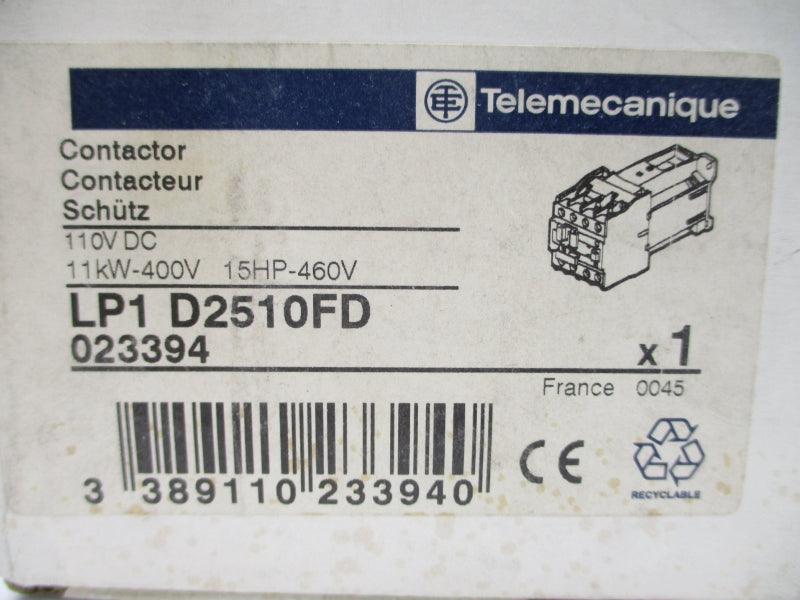 Telemecanique
Contactor
Contacteur
Schütz
110V DC
11kW-400V 15HP-460V
LP1 D2510FD
023394
x 1
France 0045
3 389110 233940
CE
RECYCLABLE